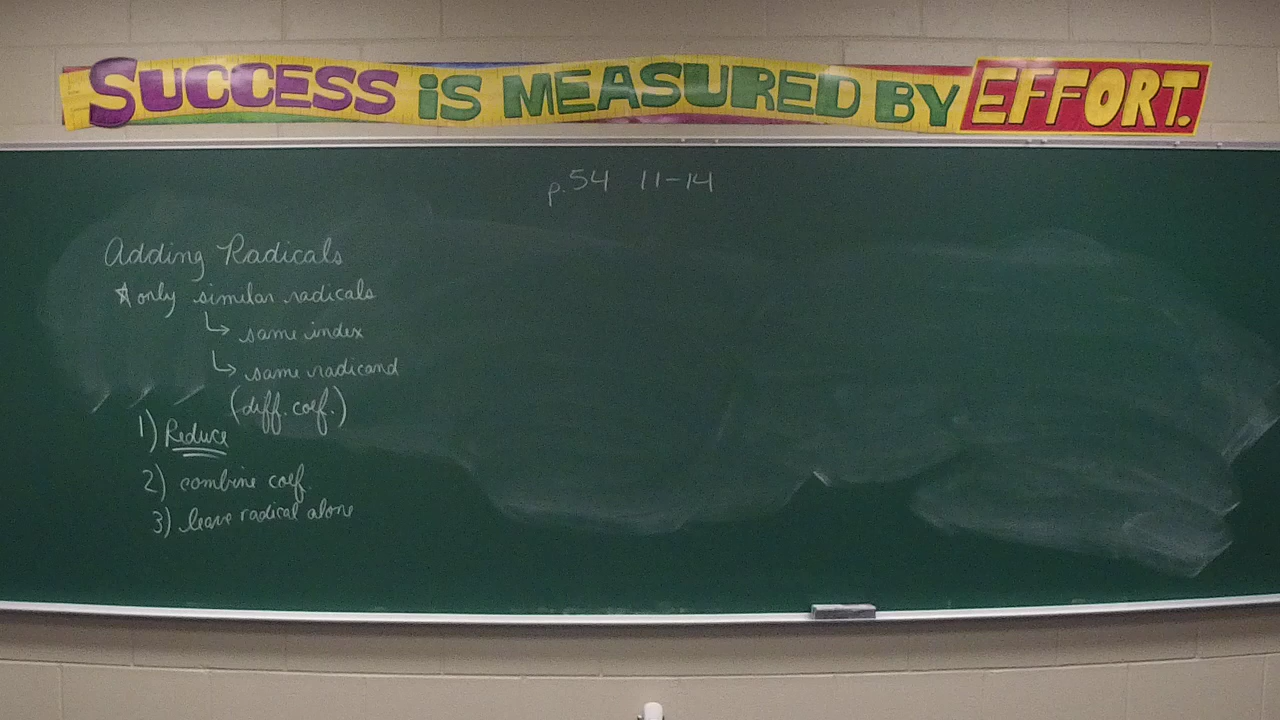 SUCCESS IS MEASURED BY EFFORT.
p. 54 11-14
Adding Radicals
* only similar radicals
↳ same index
↳ same radicand
(diff. coef.)
1) Reduce
2) combine coef.
3) leave radical alone